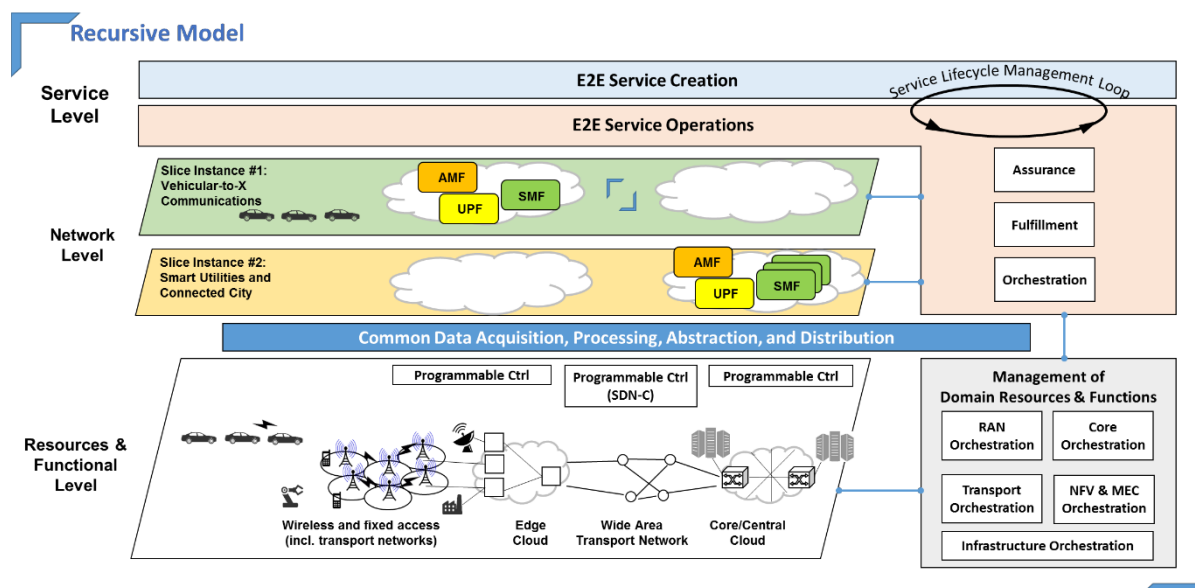 Recursive Model
Service
Level
E2E Service Creation
Service Lifecycle Management Loop
E2E Service Operations
Network
Level
Slice Instance #1:
Vehicular-to-X
Communications
AMF
UPF
SMF
Slice Instance #2:
Smart Utilities and
Connected City
AMF
UPF
SMF
Assurance
Fulfillment
Orchestration
Common Data Acquisition, Processing, Abstraction, and Distribution
Resources &
Functional
Level
Programmable Ctrl
Programmable Ctrl
(SDN-C)
Programmable Ctrl
Wireless and fixed access
(incl. transport networks)
Edge
Cloud
Wide Area
Transport Network
Core/Central
Cloud
Management of
Domain Resources & Functions
RAN
Orchestration
Core
Orchestration
Transport
Orchestration
NFV & MEC
Orchestration
Infrastructure Orchestration